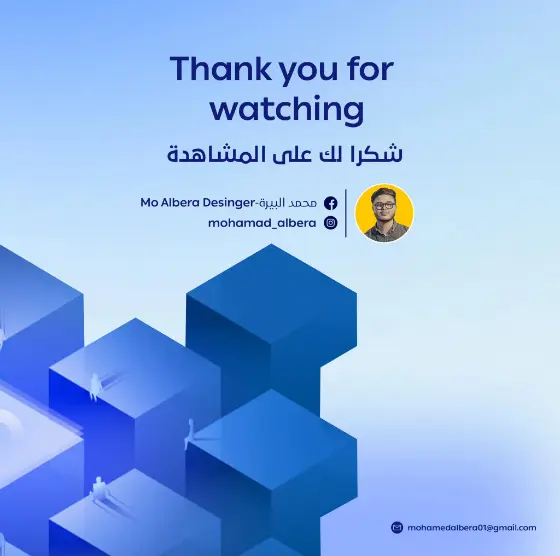 Thank you for
watching
شكرا لك على المشاهدة
Mo Albera Desinger-محمد البيرة
mohamad_albera
mohamedalbera01@gmail.com